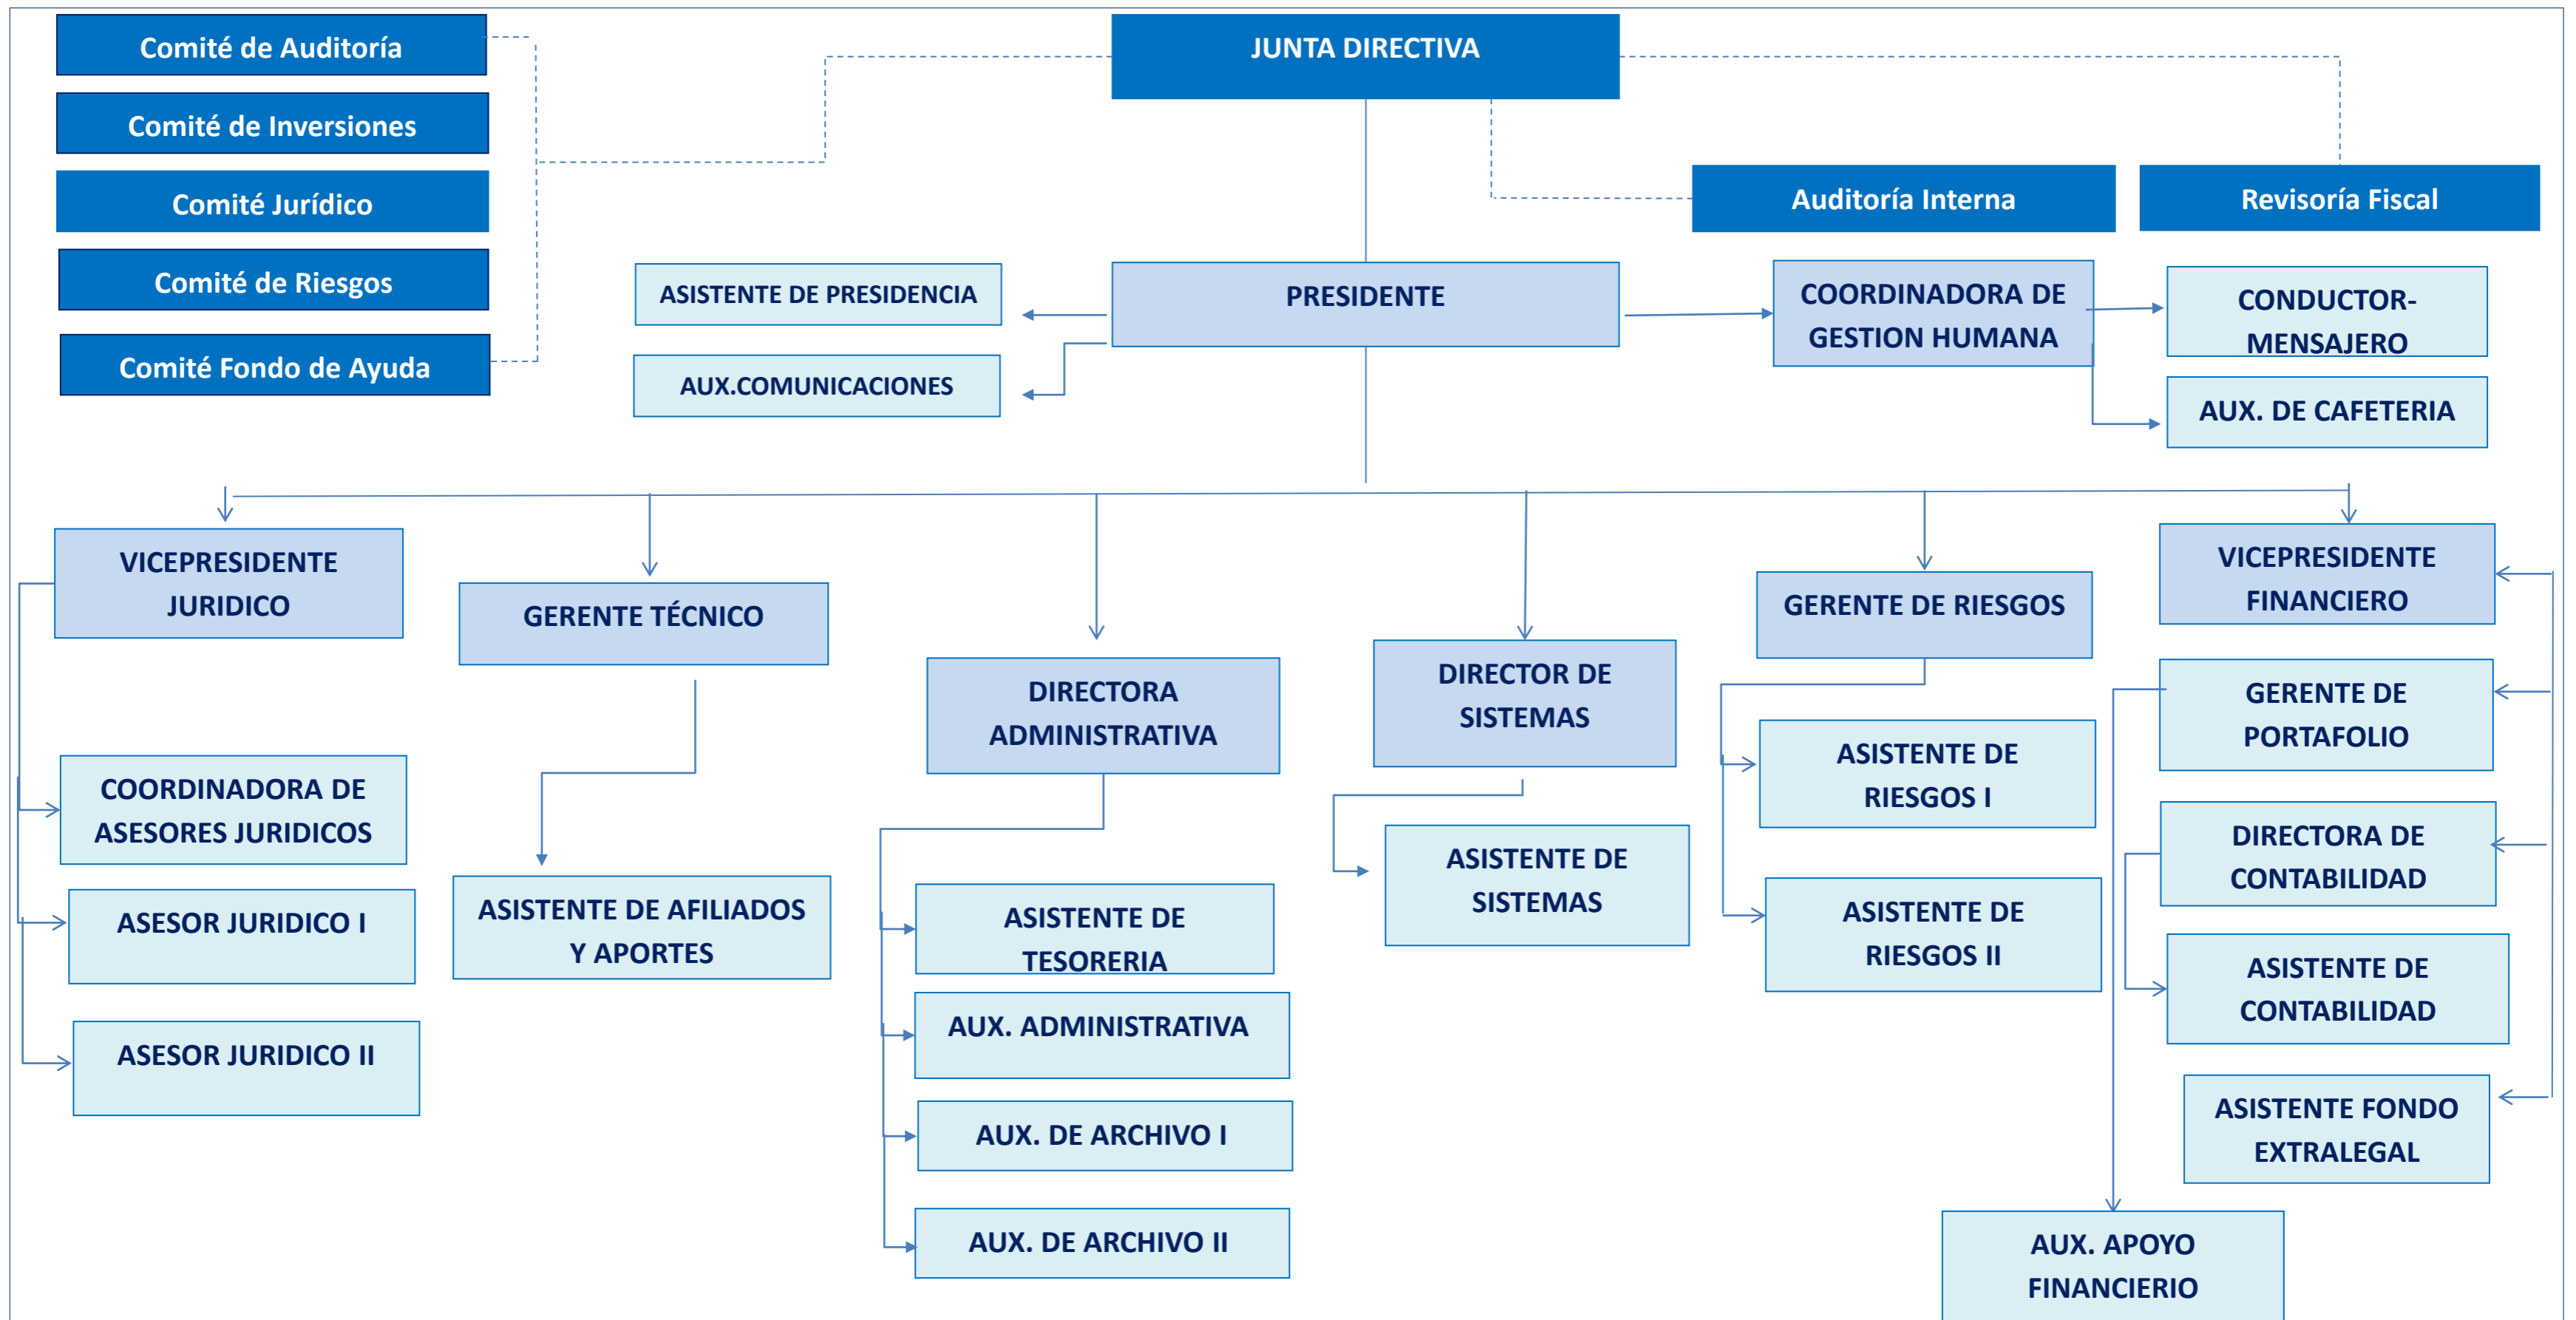 Comité de Auditoría
Comité de Inversiones
Comité Jurídico
Comité de Riesgos
Comité Fondo de Ayuda
JUNTA DIRECTIVA
Auditoría Interna
Revisoría Fiscal
ASISTENTE DE PRESIDENCIA
AUX.COMUNICACIONES
PRESIDENTE
COORDINADORA DE
GESTION HUMANA
CONDUCTOR-
MENSAJERO
AUX. DE CAFETERIA
VICEPRESIDENTE
JURIDICO
COORDINADORA DE
ASESORES JURIDICOS
ASESOR JURIDICO I
ASESOR JURIDICO II
GERENTE TÉCNICO
ASISTENTE DE AFILIADOS
Y APORTES
DIRECTORA
ADMINISTRATIVA
ASISTENTE DE
TESORERIA
AUX. ADMINISTRATIVA
AUX. DE ARCHIVO I
AUX. DE ARCHIVO II
DIRECTOR DE
SISTEMAS
ASISTENTE DE
SISTEMAS
GERENTE DE RIESGOS
ASISTENTE DE
RIESGOS I
ASISTENTE DE
RIESGOS II
VICEPRESIDENTE
FINANCIERO
GERENTE DE
PORTAFOLIO
DIRECTORA DE
CONTABILIDAD
ASISTENTE DE
CONTABILIDAD
ASISTENTE FONDO
EXTRALEGAL
AUX. APOYO
FINANCIERIO